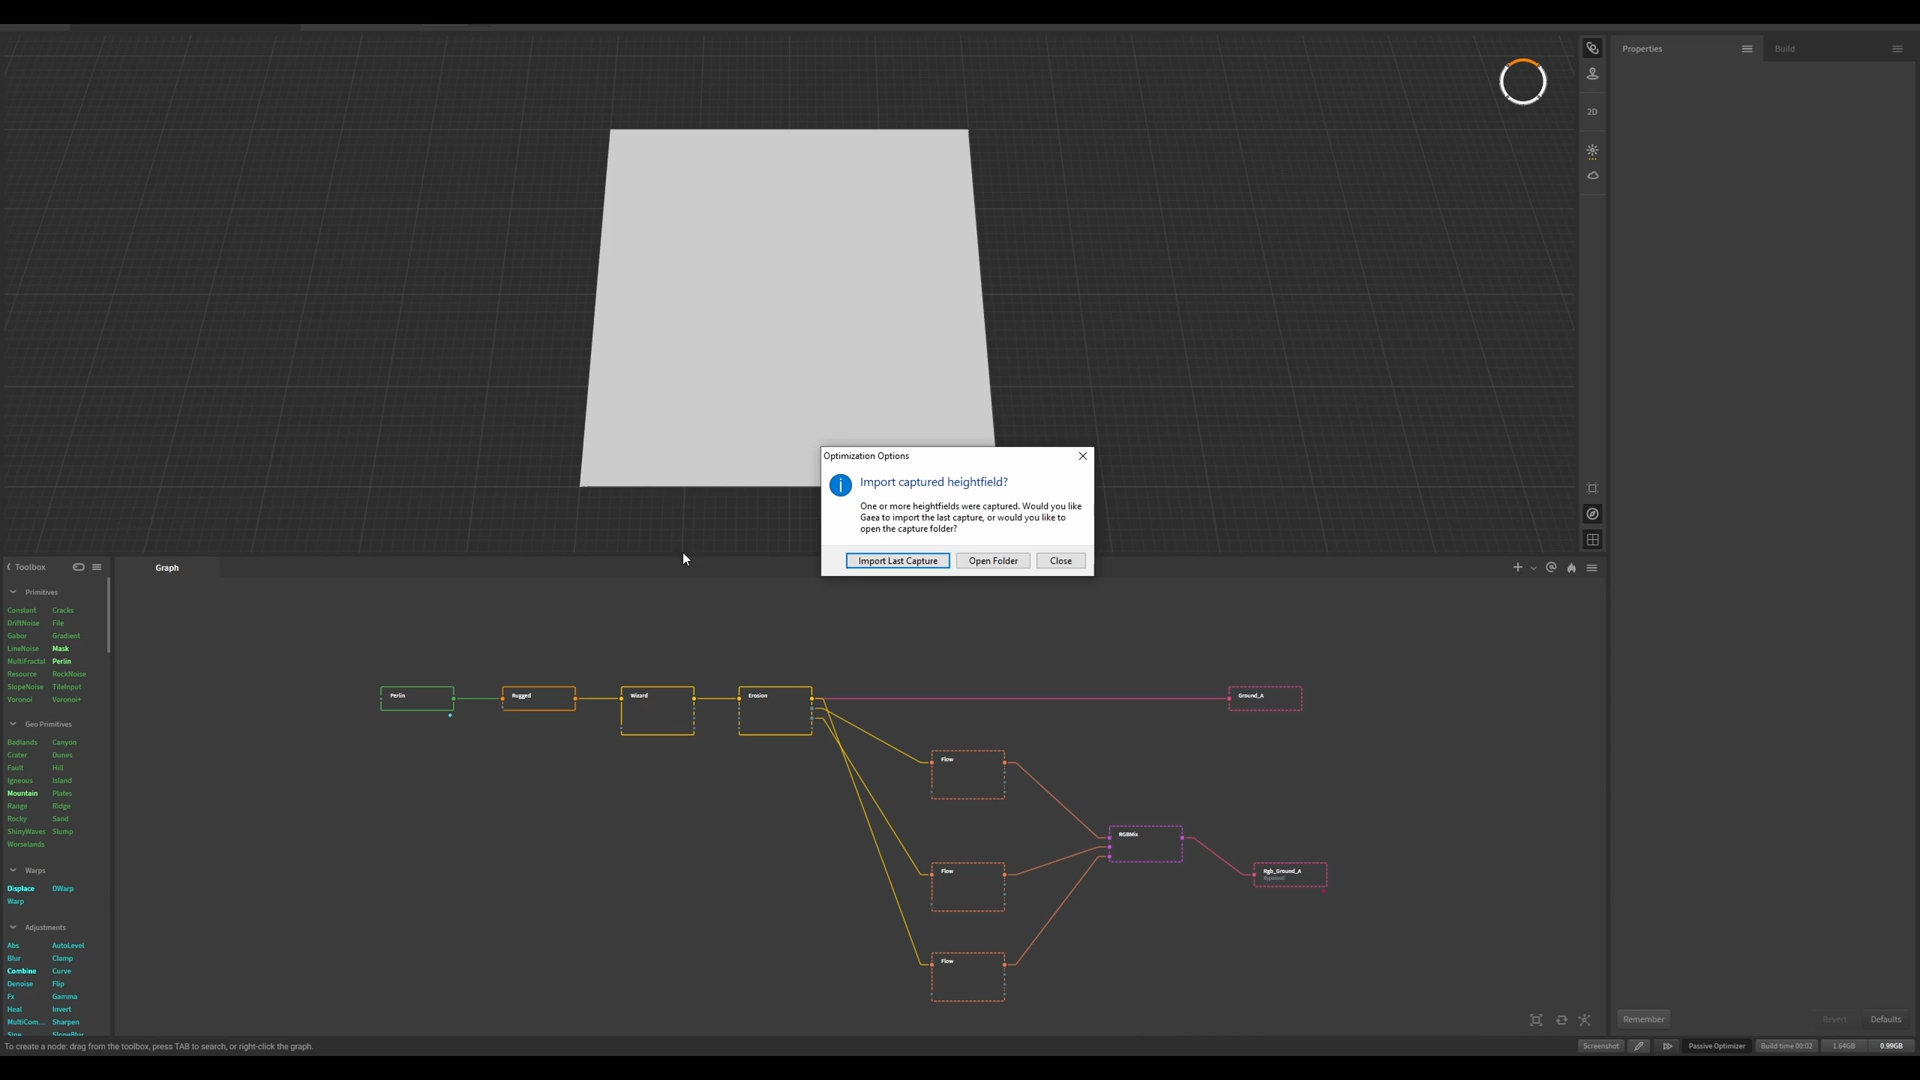 Properties
Build
2D
Optimization Options
Import captured heightfield?
One or more heightfields were captured. Would you like
Gaea to import the last capture, or would you like to
open the capture folder?
Import Last Capture
Open Folder
Close
Toolbox
Graph
Primitives
Constant Cracks
DriftNoise File
Gabor Gradient
LineNoise Mask
MultiFractal Perlin
Resource RockNoise
SlopeNoise TileInput
Voronoi Voronoi+
Geo Primitives
Badlands Canyon
Crater Dunes
Fault Hill
Igneous Island
Mountain Plates
Range Ridge
Rocky Sand
ShinyWaves Slump
Worselands
Warps
Displace DWarp
Warp
Adjustments
Abs AutoLevel
Blur Clamp
Combine Curve
Denoise Flip
Fx Gamma
Heal Invert
MultiCom... Sharpen
Perlin
Rugged
Wizard
Erosion
Ground_A
Flow
RGBMix
Flow
Rgb_Ground_A
Bypassed
Flow
Remember
Revert
Defaults
To create a node: drag from the toolbox, press TAB to search, or right-click the graph.
Screenshot
Passive Optimizer
Build time 00:02
1.64GB
0.99GB